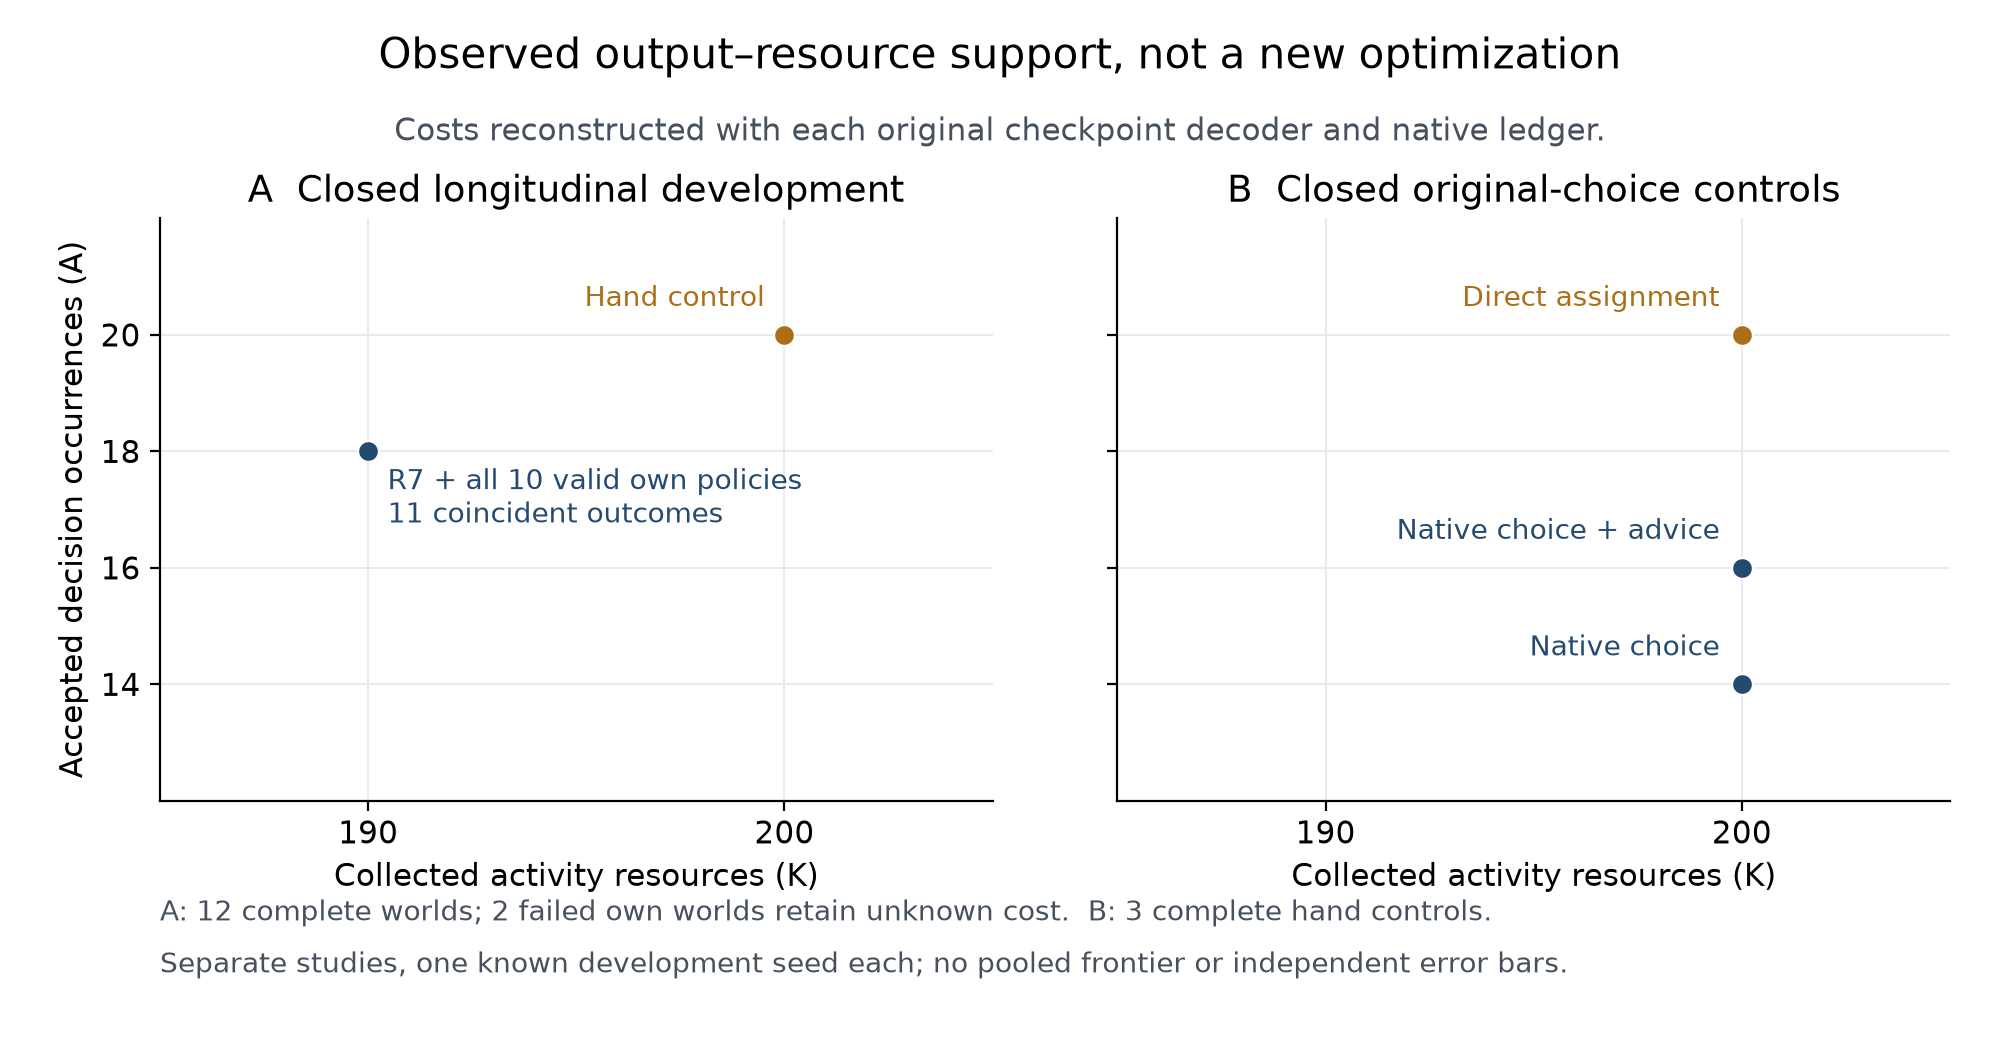 Observed output–resource support, not a new optimization
Costs reconstructed with each original checkpoint decoder and native ledger.
A  Closed longitudinal development
Accepted decision occurrences (A)
20
18
16
14
Hand control
R7 + all 10 valid own policies
11 coincident outcomes
190
200
Collected activity resources (K)
B  Closed original-choice controls
Direct assignment
Native choice + advice
Native choice
190
200
Collected activity resources (K)
A: 12 complete worlds; 2 failed own worlds retain unknown cost.  B: 3 complete hand controls.
Separate studies, one known development seed each; no pooled frontier or independent error bars.